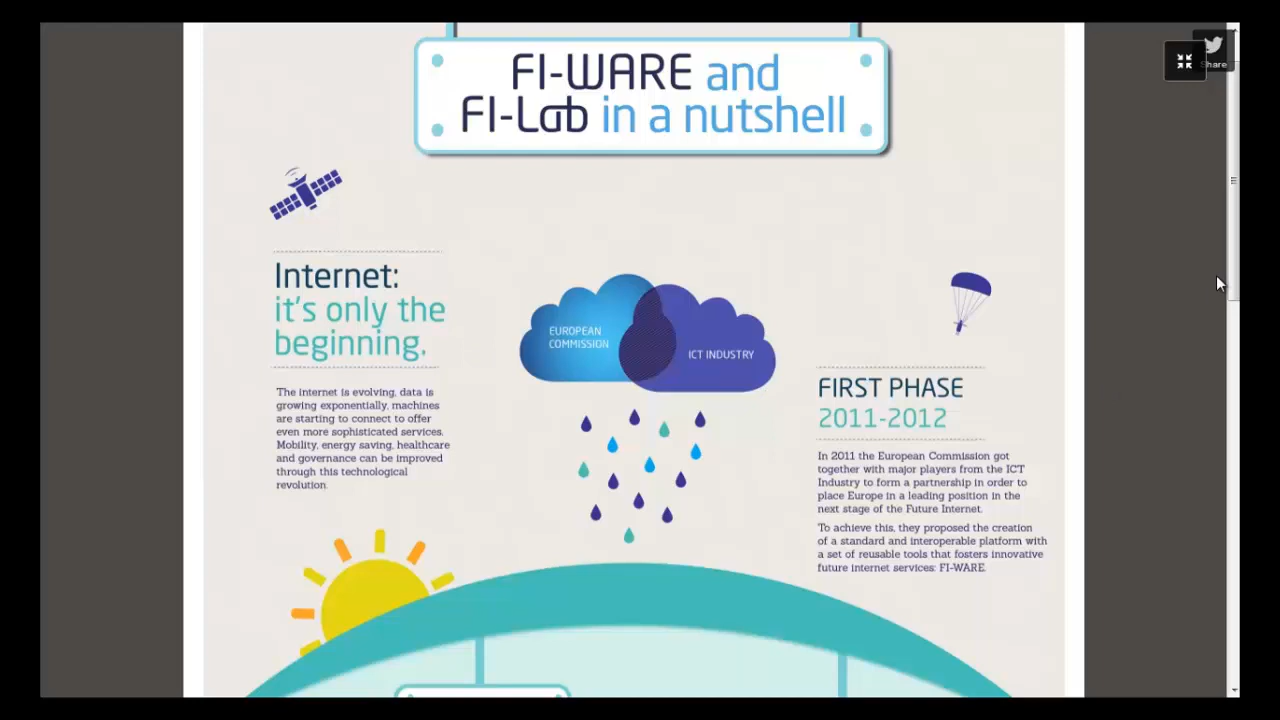 Share
FI-WARE and
FI-Lab in a nutshell
Internet:
it's only the
beginning.
The internet is evolving, data is
growing exponentially, machines
are starting to connect to offer
even more sophisticated services.
Mobility, energy saving, healthcare
and governance can be improved
through this technological
revolution.
EUROPEAN
COMMISSION
ICT INDUSTRY
FIRST PHASE
2011-2012
In 2011 the European Commission got
together with major players from the ICT
Industry to form a partnership in order to
place Europe in a leading position in the
next stage of the Future Internet.
To achieve this, they proposed the creation
of a standard and interoperable platform with
a set of reusable tools that fosters innovative
future internet services: FI-WARE.